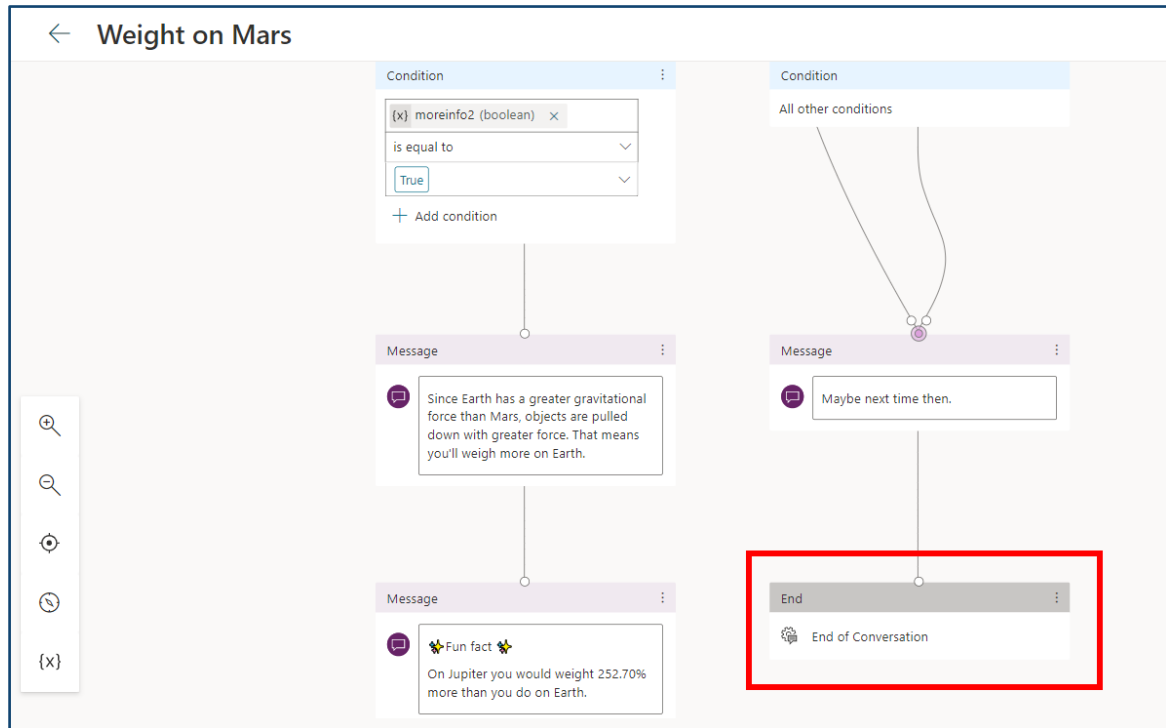 Weight on Mars
Condition
{x} moreinfo2 (boolean)
is equal to
True
Add condition
Message
Since Earth has a greater gravitational
force than Mars, objects are pulled
down with greater force. That means
you'll weigh more on Earth.
Message
✨Fun fact ✨
On Jupiter you would weight 252.70%
more than you do on Earth.
Condition
All other conditions
Message
Maybe next time then.
End
End of Conversation
{x}